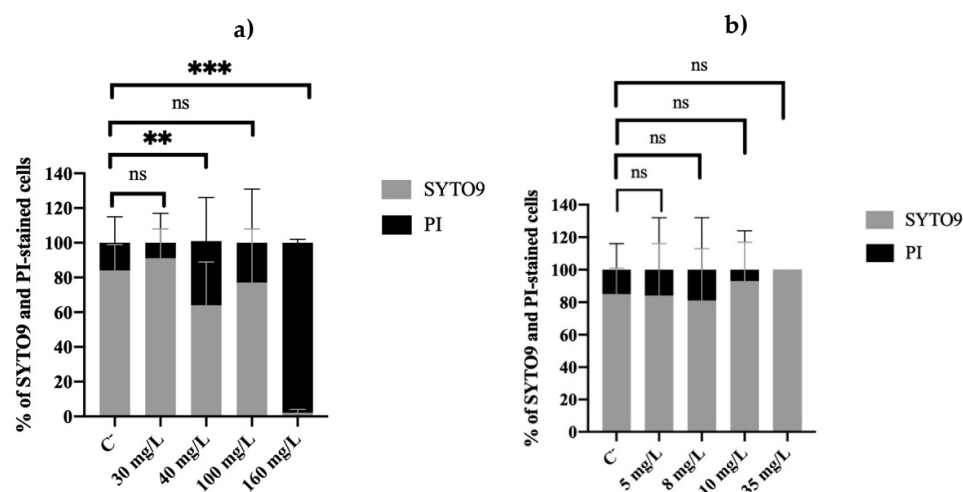 a)
***
ns
**
ns
140
120
100
80
60
40
20
0
% of SYTO9 and PI-stained cells
C-
30 mg/L
40 mg/L
100 mg/L
160 mg/L
SYTO9
PI
b)
ns
ns
ns
ns
140
120
100
80
60
40
20
0
% of SYTO9 and PI-stained cells
C-
5 mg/L
8 mg/L
10 mg/L
35 mg/L
SYTO9
PI